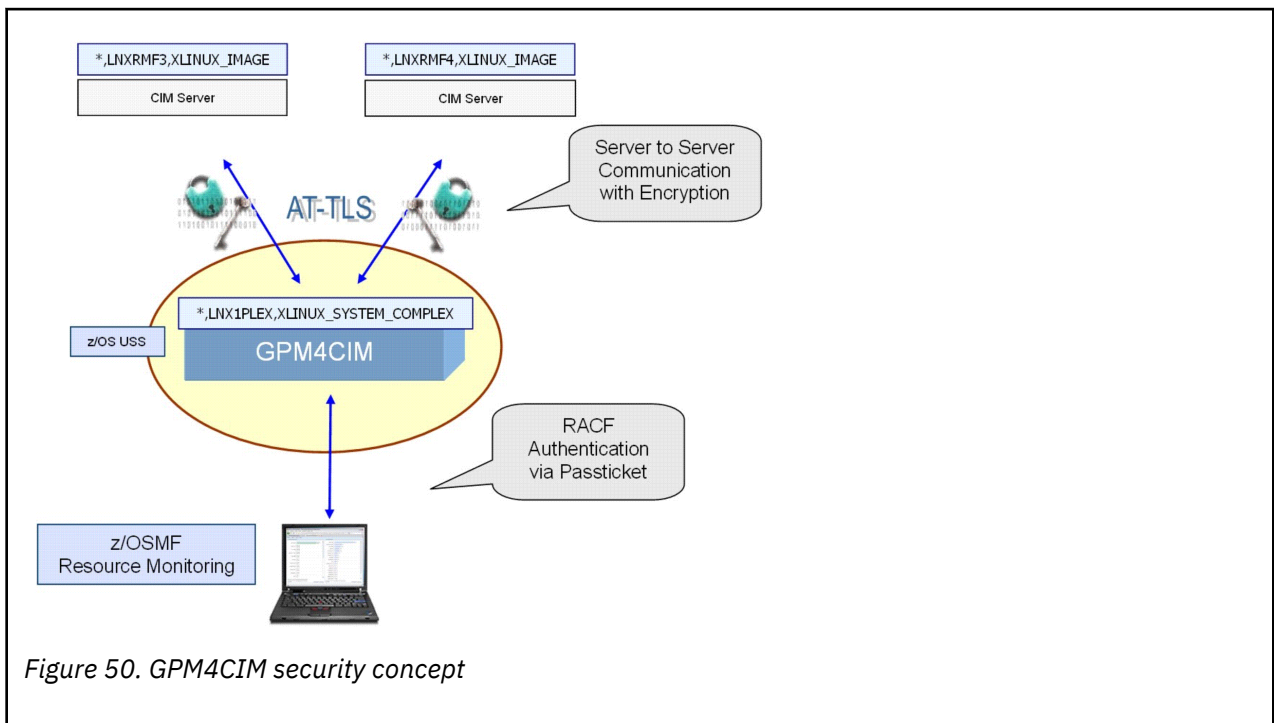 *,LNXRMF3,XLINUX_IMAGE
*,LNXRMF4,XLINUX_IMAGE
CIM Server
CIM Server
Server to Server
Communication
with Encryption
AT-TLS
*,LNX1PLEX,XLINUX_SYSTEM_COMPLEX
z/OS USS
GPM4CIM
RACF
Authentication
via Passticket
z/OSMF
Resource Monitoring
Figure 50. GPM4CIM security concept